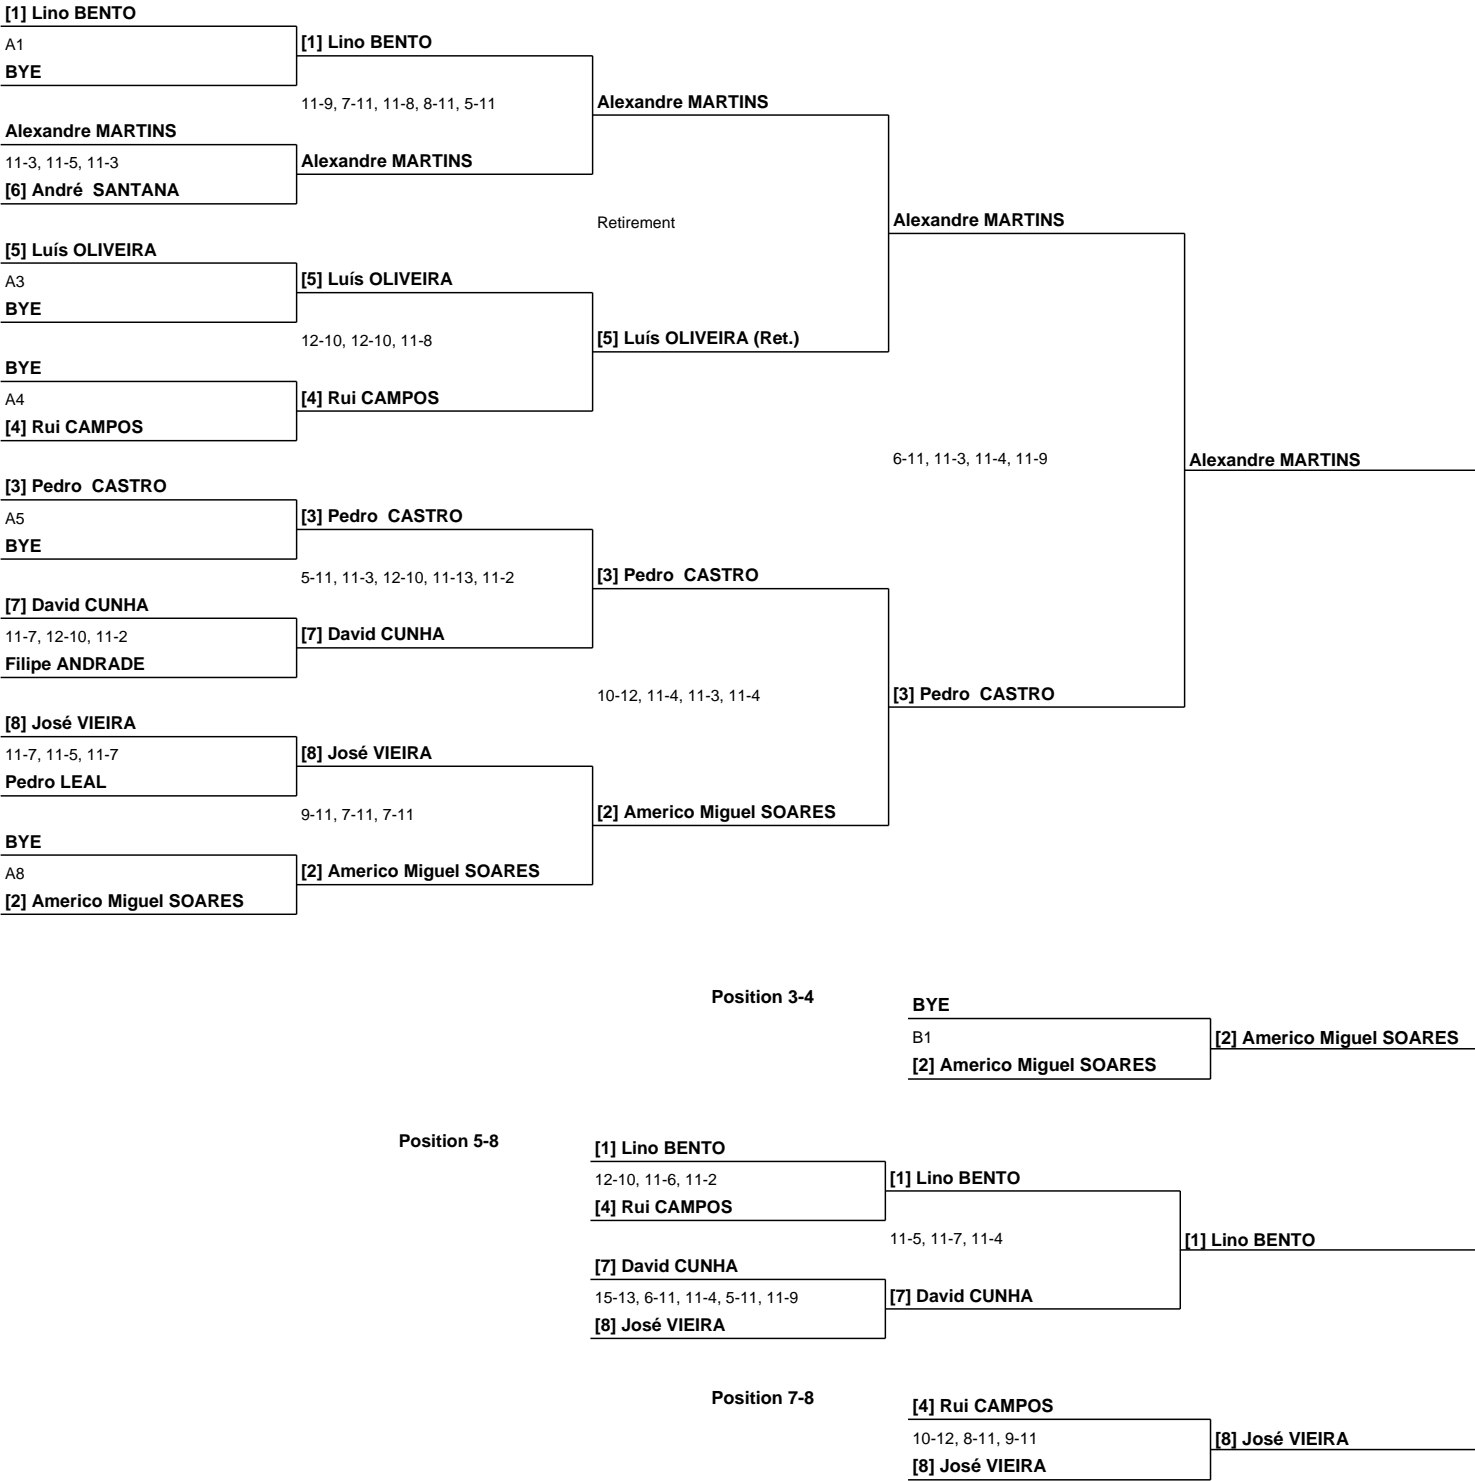 [1] Lino BENTO
A1
BYE
[1] Lino BENTO
11-9, 7-11, 11-8, 8-11, 5-11
Alexandre MARTINS
Alexandre MARTINS
11-3, 11-5, 11-3
[6] André  SANTANA
Alexandre MARTINS
Retirement
Alexandre MARTINS
[5] Luís OLIVEIRA
A3
BYE
[5] Luís OLIVEIRA
12-10, 12-10, 11-8
[5] Luís OLIVEIRA (Ret.)
BYE
A4
[4] Rui CAMPOS
[4] Rui CAMPOS
6-11, 11-3, 11-4, 11-9
Alexandre MARTINS
[3] Pedro  CASTRO
A5
BYE
[3] Pedro  CASTRO
5-11, 11-3, 12-10, 11-13, 11-2
[3] Pedro  CASTRO
[7] David CUNHA
11-7, 12-10, 11-2
Filipe ANDRADE
[7] David CUNHA
10-12, 11-4, 11-3, 11-4
[3] Pedro  CASTRO
[8] José VIEIRA
11-7, 11-5, 11-7
Pedro LEAL
[8] José VIEIRA
9-11, 7-11, 7-11
[2] Americo Miguel SOARES
BYE
A8
[2] Americo Miguel SOARES
[2] Americo Miguel SOARES
Position 3-4
BYE
B1
[2] Americo Miguel SOARES
[2] Americo Miguel SOARES
Position 5-8
[1] Lino BENTO
12-10, 11-6, 11-2
[4] Rui CAMPOS
[1] Lino BENTO
11-5, 11-7, 11-4
[1] Lino BENTO
[7] David CUNHA
15-13, 6-11, 11-4, 5-11, 11-9
[8] José VIEIRA
[7] David CUNHA
Position 7-8
[4] Rui CAMPOS
10-12, 8-11, 9-11
[8] José VIEIRA
[8] José VIEIRA